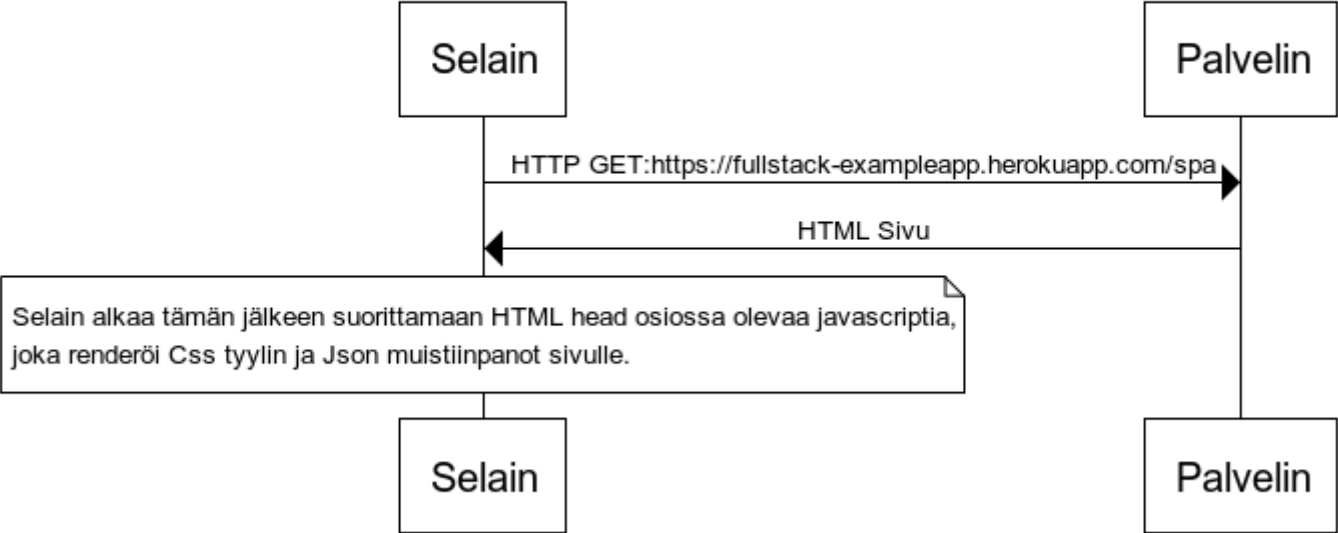 Selain
Palvelin
HTTP GET:https://fullstack-exampleapp.herokuapp.com/spa
HTML Sivu
Selain alkaa tämän jälkeen suorittamaan HTML head osiossa olevaa javascriptia,
joka renderöi Css tyylin ja Json muistiinpanot sivulle.
Selain
Palvelin